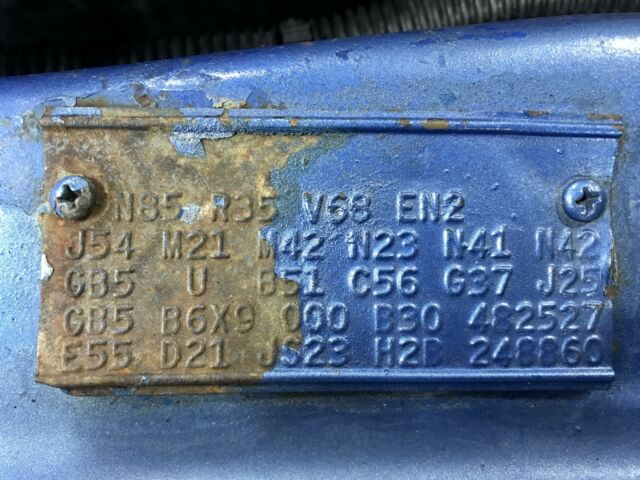 N85 R35 V68 EN2
J54 M21 M42 N23 N41 N42
GB5 U B51 C56 G37 J25
GB5 B6X9 000 B30 482527
E55 D21 JS23 H2B 248860